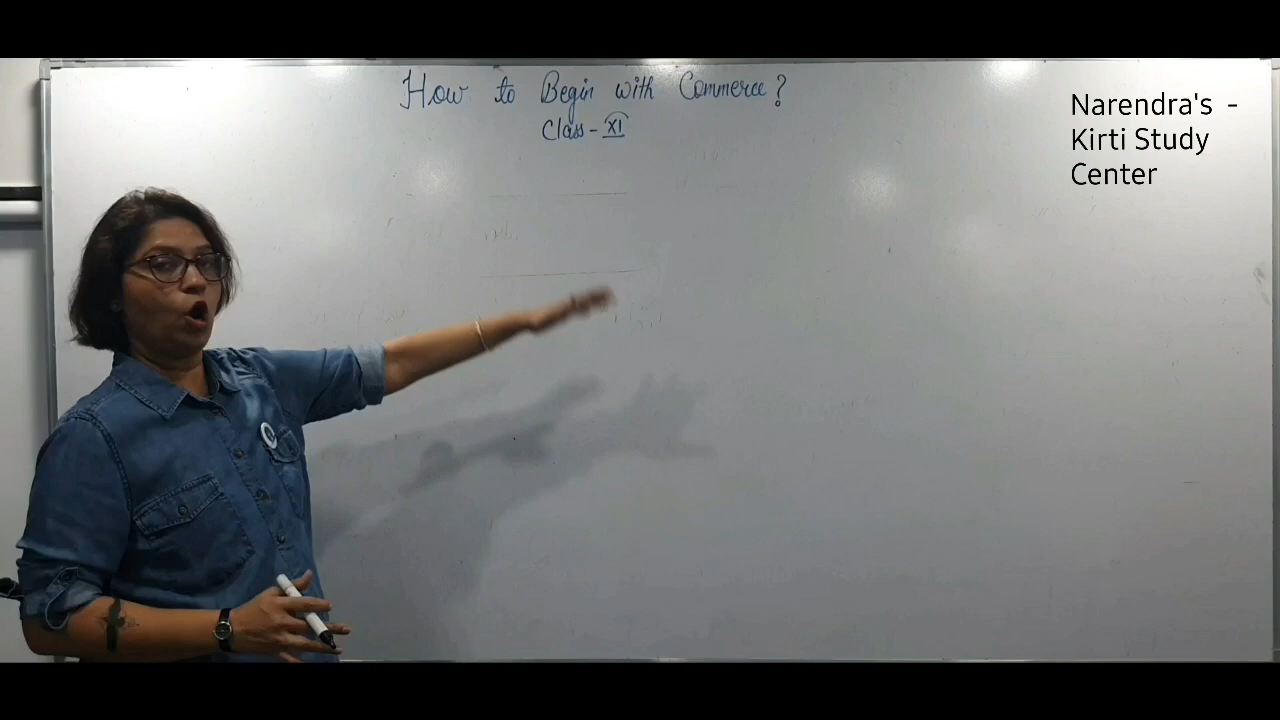 How to Begin with Commerce?
Class - XI
Narendra's -
Kirti Study
Center